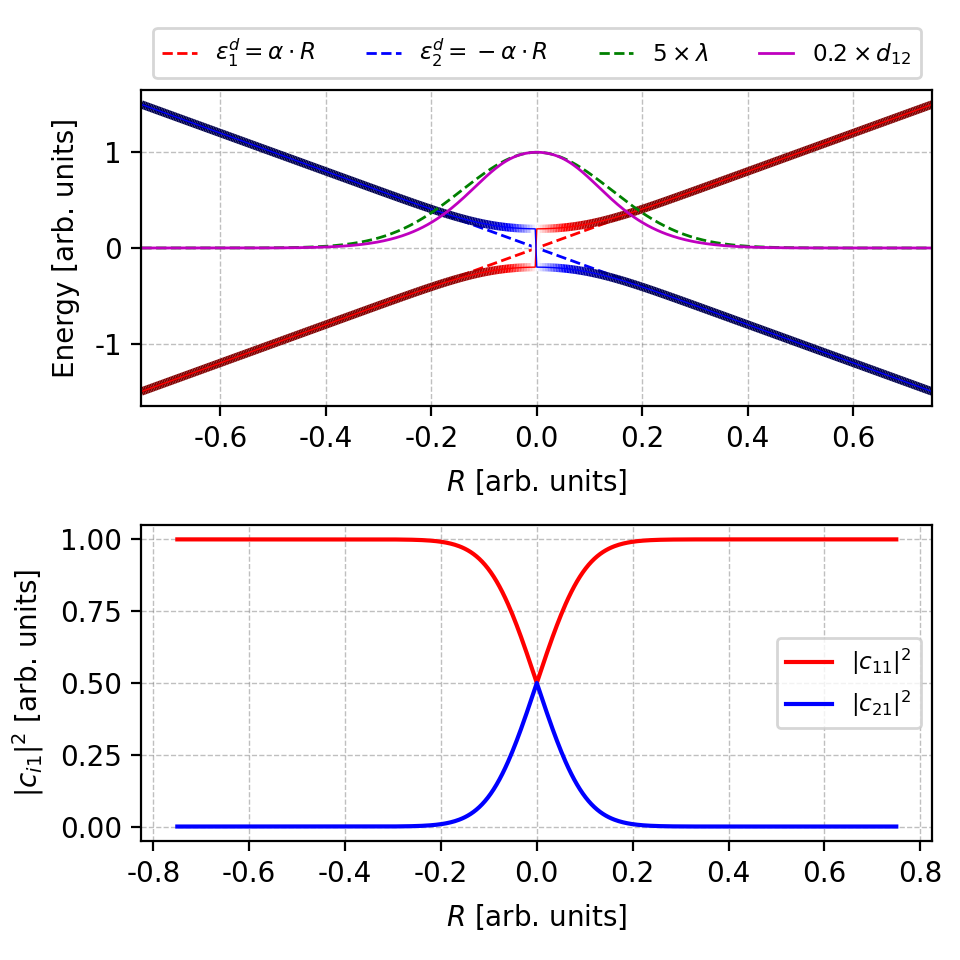 ε₁ᵈ = α · R ε₂ᵈ = −α · R 5 × λ 0.2 × d₁₂
Energy [arb. units]
1
0
-1
-0.6 -0.4 -0.2 0.0 0.2 0.4 0.6
R [arb. units]
|cᵢ₁|² [arb. units]
1.00
0.75
0.50
0.25
0.00
|c₁₁|²
|c₂₁|²
-0.8 -0.6 -0.4 -0.2 0.0 0.2 0.4 0.6 0.8
R [arb. units]